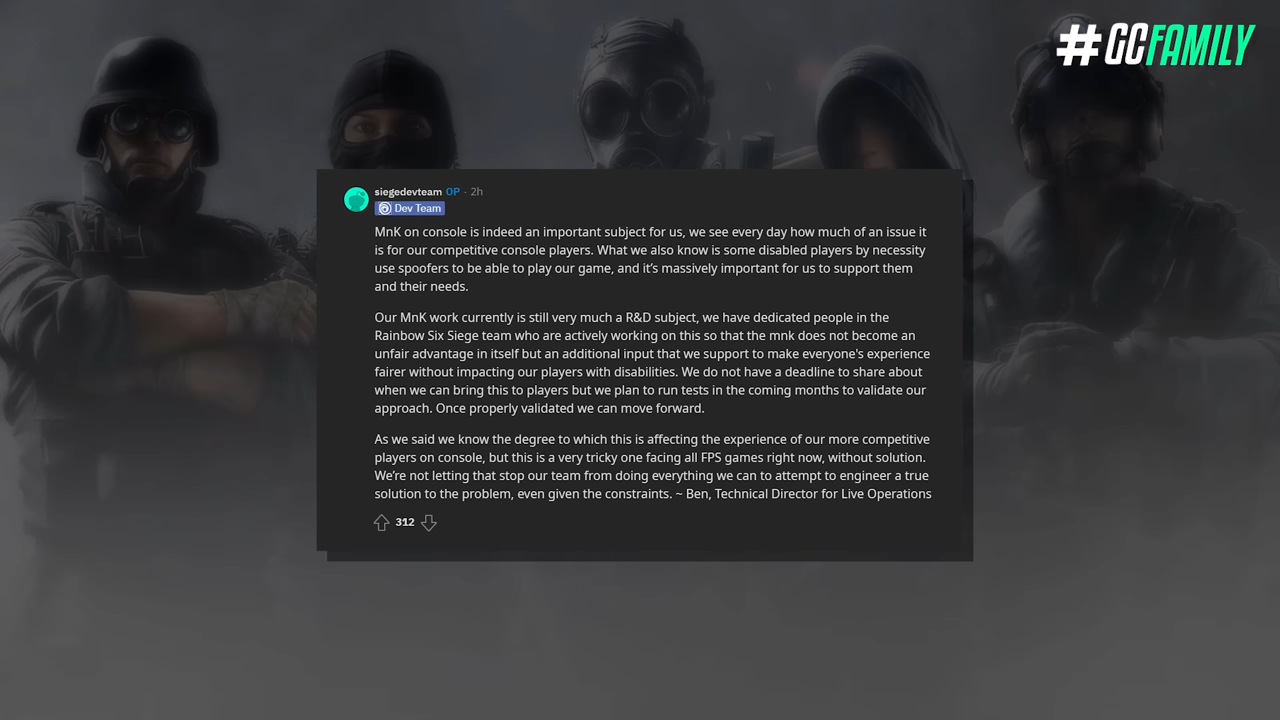 #GCFAMILY
siegedevteam OP · 2h
Dev Team
MnK on console is indeed an important subject for us, we see every day how much of an issue it
is for our competitive console players. What we also know is some disabled players by necessity
use spoofers to be able to play our game, and it's massively important for us to support them
and their needs.
Our MnK work currently is still very much a R&D subject, we have dedicated people in the
Rainbow Six Siege team who are actively working on this so that the mnk does not become an
unfair advantage in itself but an additional input that we support to make everyone's experience
fairer without impacting our players with disabilities. We do not have a deadline to share about
when we can bring this to players but we plan to run tests in the coming months to validate our
approach. Once properly validated we can move forward.
As we said we know the degree to which this is affecting the experience of our more competitive
players on console, but this is a very tricky one facing all FPS games right now, without solution.
We're not letting that stop our team from doing everything we can to attempt to engineer a true
solution to the problem, even given the constraints. ~ Ben, Technical Director for Live Operations
312